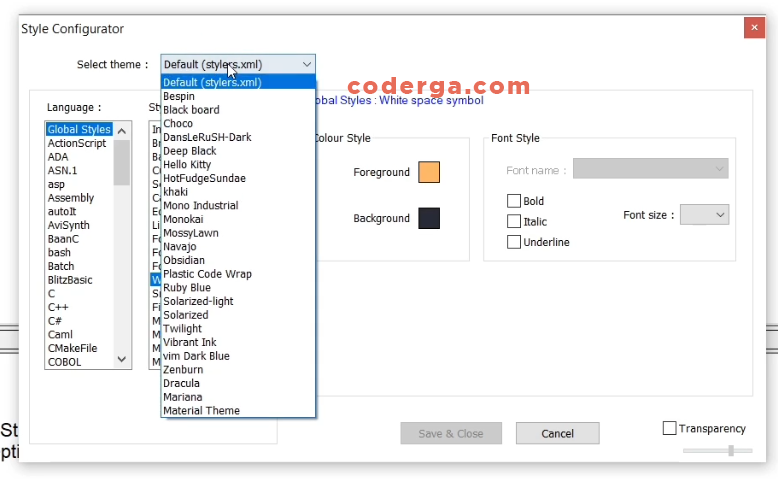 Style Configurator
Select theme :
Default (stylers.xml)
coderga.com
Default (stylers.xml)
Bespin
Black board
Choco
DansLeRuSH-Dark
Deep Black
Hello Kitty
HotFudgeSundae
khaki
Mono Industrial
Monokai
MossyLawn
Navajo
Obsidian
Plastic Code Wrap
Ruby Blue
Solarized-light
Solarized
Twilight
Vibrant Ink
vim Dark Blue
Zenburn
Dracula
Mariana
Material Theme
Language :
Global Styles
ActionScript
ADA
ASN.1
asp
Assembly
autoIt
AviSynth
BaanC
bash
Batch
BlitzBasic
C
C++
C#
Caml
CMakeFile
COBOL
lobal Styles : White space symbol
Colour Style
Foreground
Background
Font Style
Font name :
Bold
Italic
Underline
Font size :
Save & Close
Cancel
Transparency